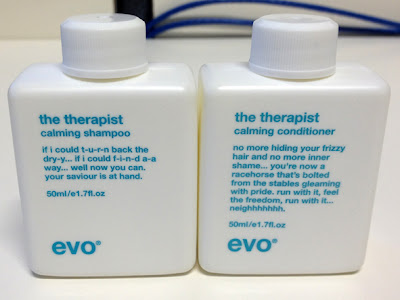 the therapist
calming shampoo
if i could t-u-r-n back the
dry-y... if i could f-i-n-d a-a
way... well now you can.
your saviour is at hand.
50ml/e1.7fl.oz
evo®
the therapist
calming conditioner
no more hiding your frizzy
hair and no more inner
shame... you're now a
racehorse that's bolted
from the stables gleaming
with pride. run with it, feel
the freedom, run with it...
neighhhhhhh.
50ml/e1.7fl.oz
evo®